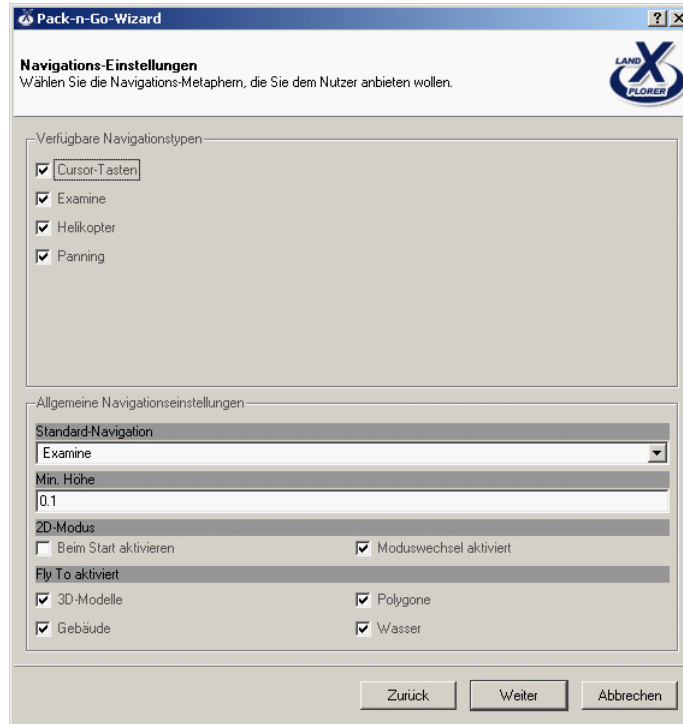 Pack-n-Go-Wizard
Navigations-Einstellungen
Wählen Sie die Navigations-Metaphern, die Sie dem Nutzer anbieten wollen.
LAND
X
PLORER
Verfügbare Navigationstypen
Cursor-Tasten
Examine
Helikopter
Panning
Allgemeine Navigationseinstellungen
Standard-Navigation
Examine
Min. Höhe
0.1
2D-Modus
Beim Start aktivieren Moduswechsel aktiviert
Fly To aktiviert
3D-Modelle Polygone
Gebäude Wasser
Zurück Weiter Abbrechen